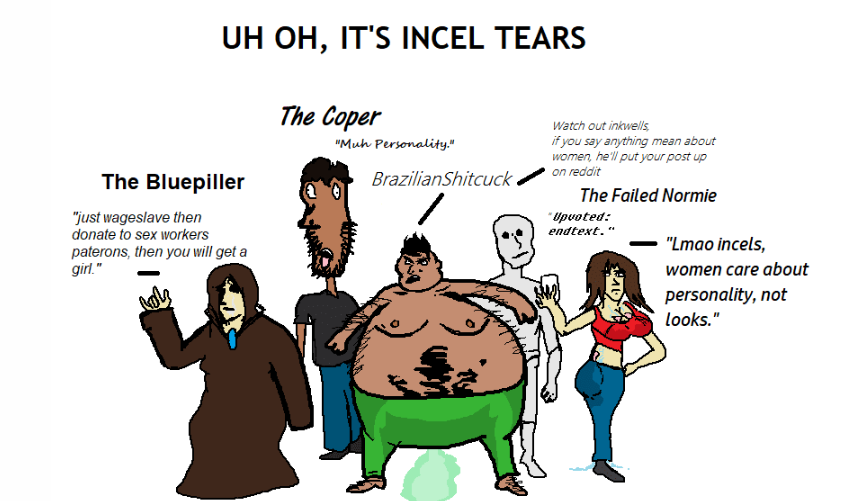 UH OH, IT'S INCEL TEARS
The Coper
"Muh Personality."
Watch out inkwells,
if you say anything mean about
women, he'll put your post up
on reddit
The Bluepiller
BrazilianShitcuck
The Failed Normie
"just wageslave then
donate to sex workers
paterons, then you will get a
girl."
"Upvoted:
endtext."
"Lmao incels,
women care about
personality, not
looks."